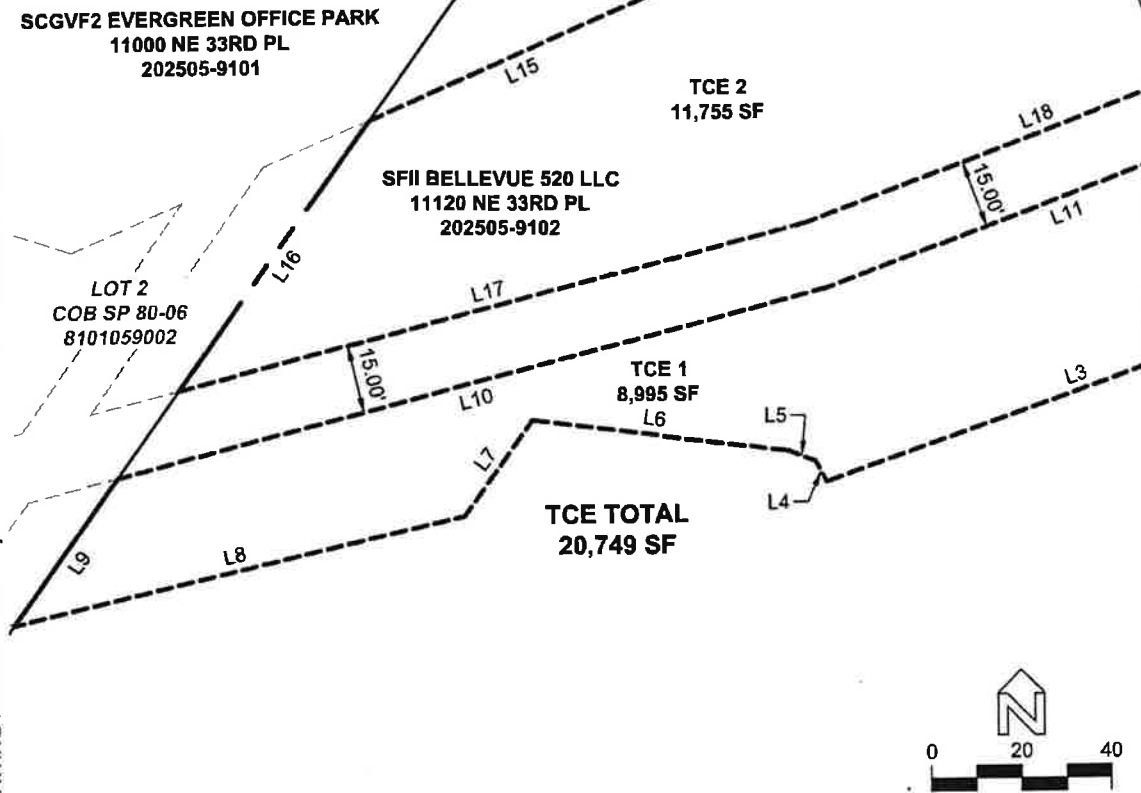 SCGVF2 EVERGREEN OFFICE PARK
11000 NE 33RD PL
202505-9101
L15
TCE 2
11,755 SF
L18
SFII BELLEVUE 520 LLC
11120 NE 33RD PL
202505-9102
15.00'
L11
L16
LOT 2
COB SP 80-06
8101059002
L17
15.00'
L10
TCE 1
8,995 SF
L6
L3
L5
L7
L4
TCE TOTAL
20,749 SF
L8
L9
N
0 20 40